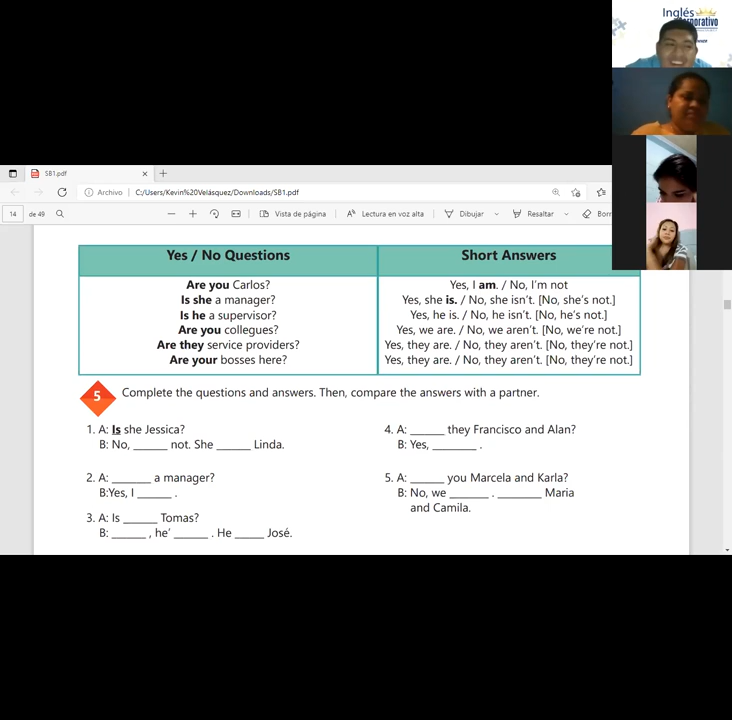 Inglés
corporativo
SB1.pdf
Archivo | C:/Users/Kevin%20Velásquez/Downloads/SB1.pdf
14 de 49 Vista de página Lectura en voz alta Dibujar Resaltar Borr
Yes / No Questions Short Answers
Are you Carlos? Yes, I am. / No, I'm not
Is she a manager? Yes, she is. / No, she isn't. [No, she's not.]
Is he a supervisor? Yes, he is. / No, he isn't. [No, he's not.]
Are you collegues? Yes, we are. / No, we aren't. [No, we're not.]
Are they service providers? Yes, they are. / No, they aren't. [No, they're not.]
Are your bosses here? Yes, they are. / No, they aren't. [No, they're not.]
5 Complete the questions and answers. Then, compare the answers with a partner.
1. A: Is she Jessica?
B: No, ______ not. She ______ Linda.
2. A: _______ a manager?
B:Yes, I ______ .
3. A: Is ______ Tomas?
B: ______ , he' ______ . He _____ José.
4. A: ______ they Francisco and Alan?
B: Yes, ________ .
5. A: ______ you Marcela and Karla?
B: No, we _______ . ________ Maria
and Camila.